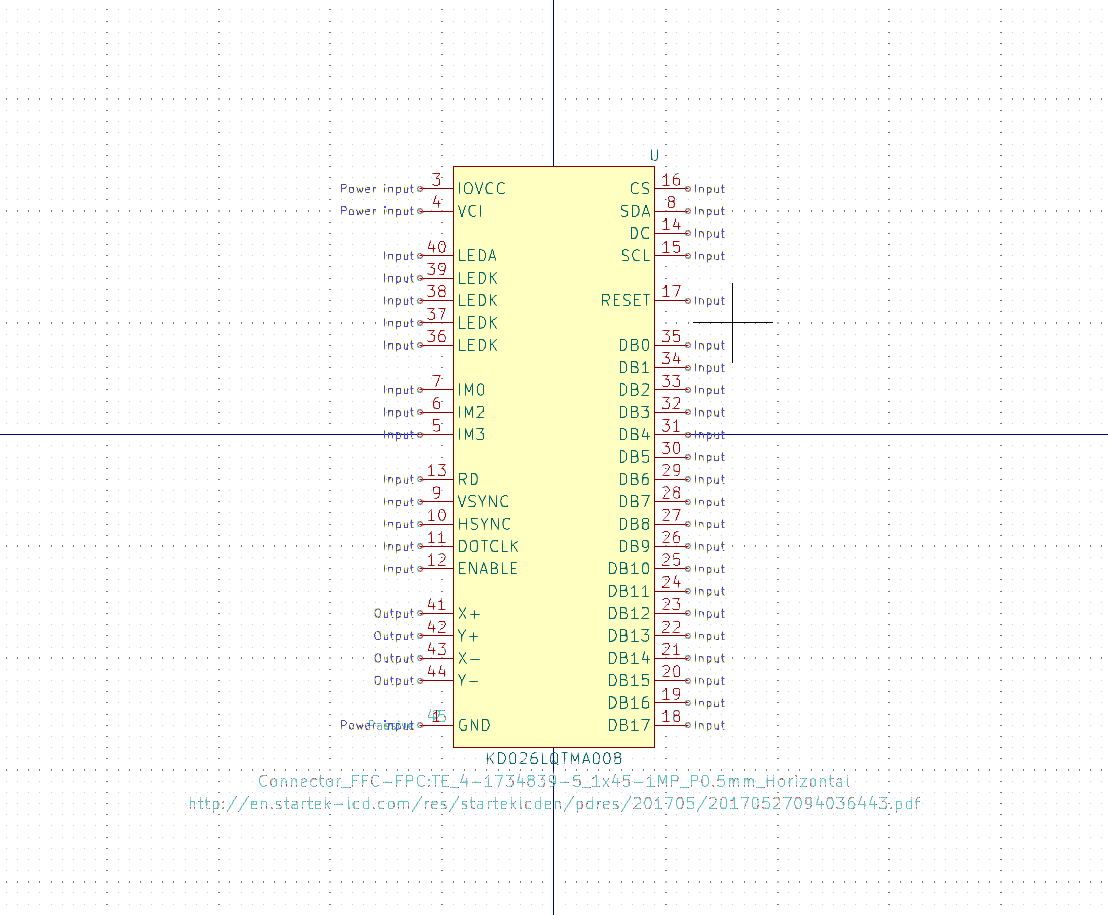 U
Power input 3 IOVCC CS 16 Input
Power input 4 VCI SDA 8 Input
DC 14 Input
Input 40 LEDA SCL 15 Input
Input 39 LEDK
Input 38 LEDK RESET 17 Input
Input 37 LEDK
Input 36 LEDK DB0 35 Input
DB1 34 Input
Input 7 IM0 DB2 33 Input
Input 6 IM2 DB3 32 Input
Input 5 IM3 DB4 31 Input
DB5 30 Input
Input 13 RD DB6 29 Input
Input 9 VSYNC DB7 28 Input
Input 10 HSYNC DB8 27 Input
Input 11 DOTCLK DB9 26 Input
Input 12 ENABLE DB10 25 Input
DB11 24 Input
Output 41 X+ DB12 23 Input
Output 42 Y+ DB13 22 Input
Output 43 X- DB14 21 Input
Output 44 Y- DB15 20 Input
DB16 19 Input
Power input 1 GND DB17 18 Input
KD026LQTMA008
Connector_FFC-FPC:TE_4-1734839-5_1x45-1MP_P0.5mm_Horizontal
http://en.startek-lcd.com/res/starteklcden/pdres/201705/20170527094036443.pdf